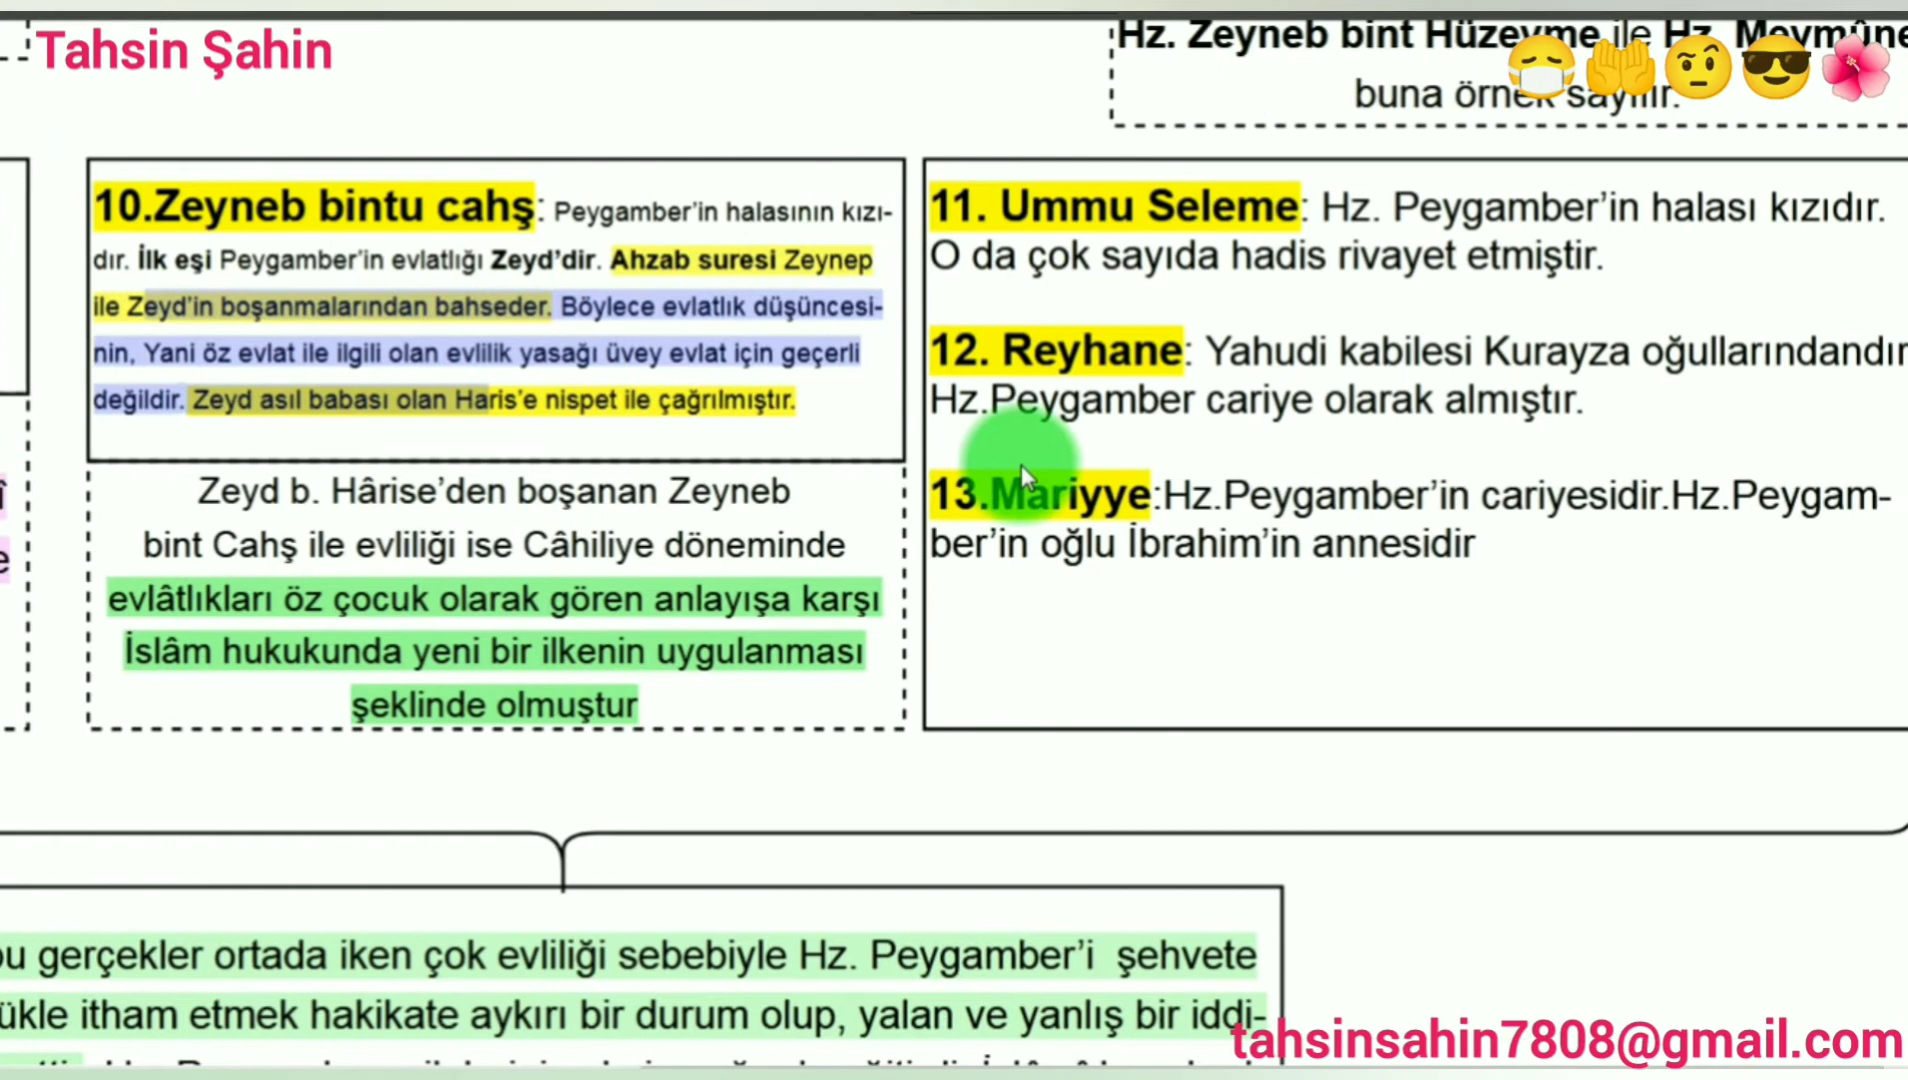 Tahsin Şahin
Hz. Zeyneb bint Hüzeyme ile Hz. Meymûne
buna örnek sayılır.
10.Zeyneb bintu cahş: Peygamber’in halasının kızı-
dır. İlk eşi Peygamber’in evlatlığı Zeyd’dir. Ahzab suresi Zeynep
ile Zeyd’in boşanmalarından bahseder. Böylece evlatlık düşüncesi-
nin, Yani öz evlat ile ilgili olan evlilik yasağı üvey evlat için geçerli
değildir. Zeyd asıl babası olan Haris’e nispet ile çağrılmıştır.
Zeyd b. Hârise’den boşanan Zeyneb
bint Cahş ile evliliği ise Câhiliye döneminde
evlâtlıkları öz çocuk olarak gören anlayışa karşı
İslâm hukukunda yeni bir ilkenin uygulanması
şeklinde olmuştur
11. Ummu Seleme: Hz. Peygamber’in halası kızıdır.
O da çok sayıda hadis rivayet etmiştir.
12. Reyhane: Yahudi kabilesi Kurayza oğullarındandır
Hz.Peygamber cariye olarak almıştır.
13.Mariyye:Hz.Peygamber’in cariyesidir.Hz.Peygam-
ber’in oğlu İbrahim’in annesidir
bu gerçekler ortada iken çok evliliği sebebiyle Hz. Peygamber’i şehvete
ükle itham etmek hakikate aykırı bir durum olup, yalan ve yanlış bir iddi-
tahsinsahin7808@gmail.com